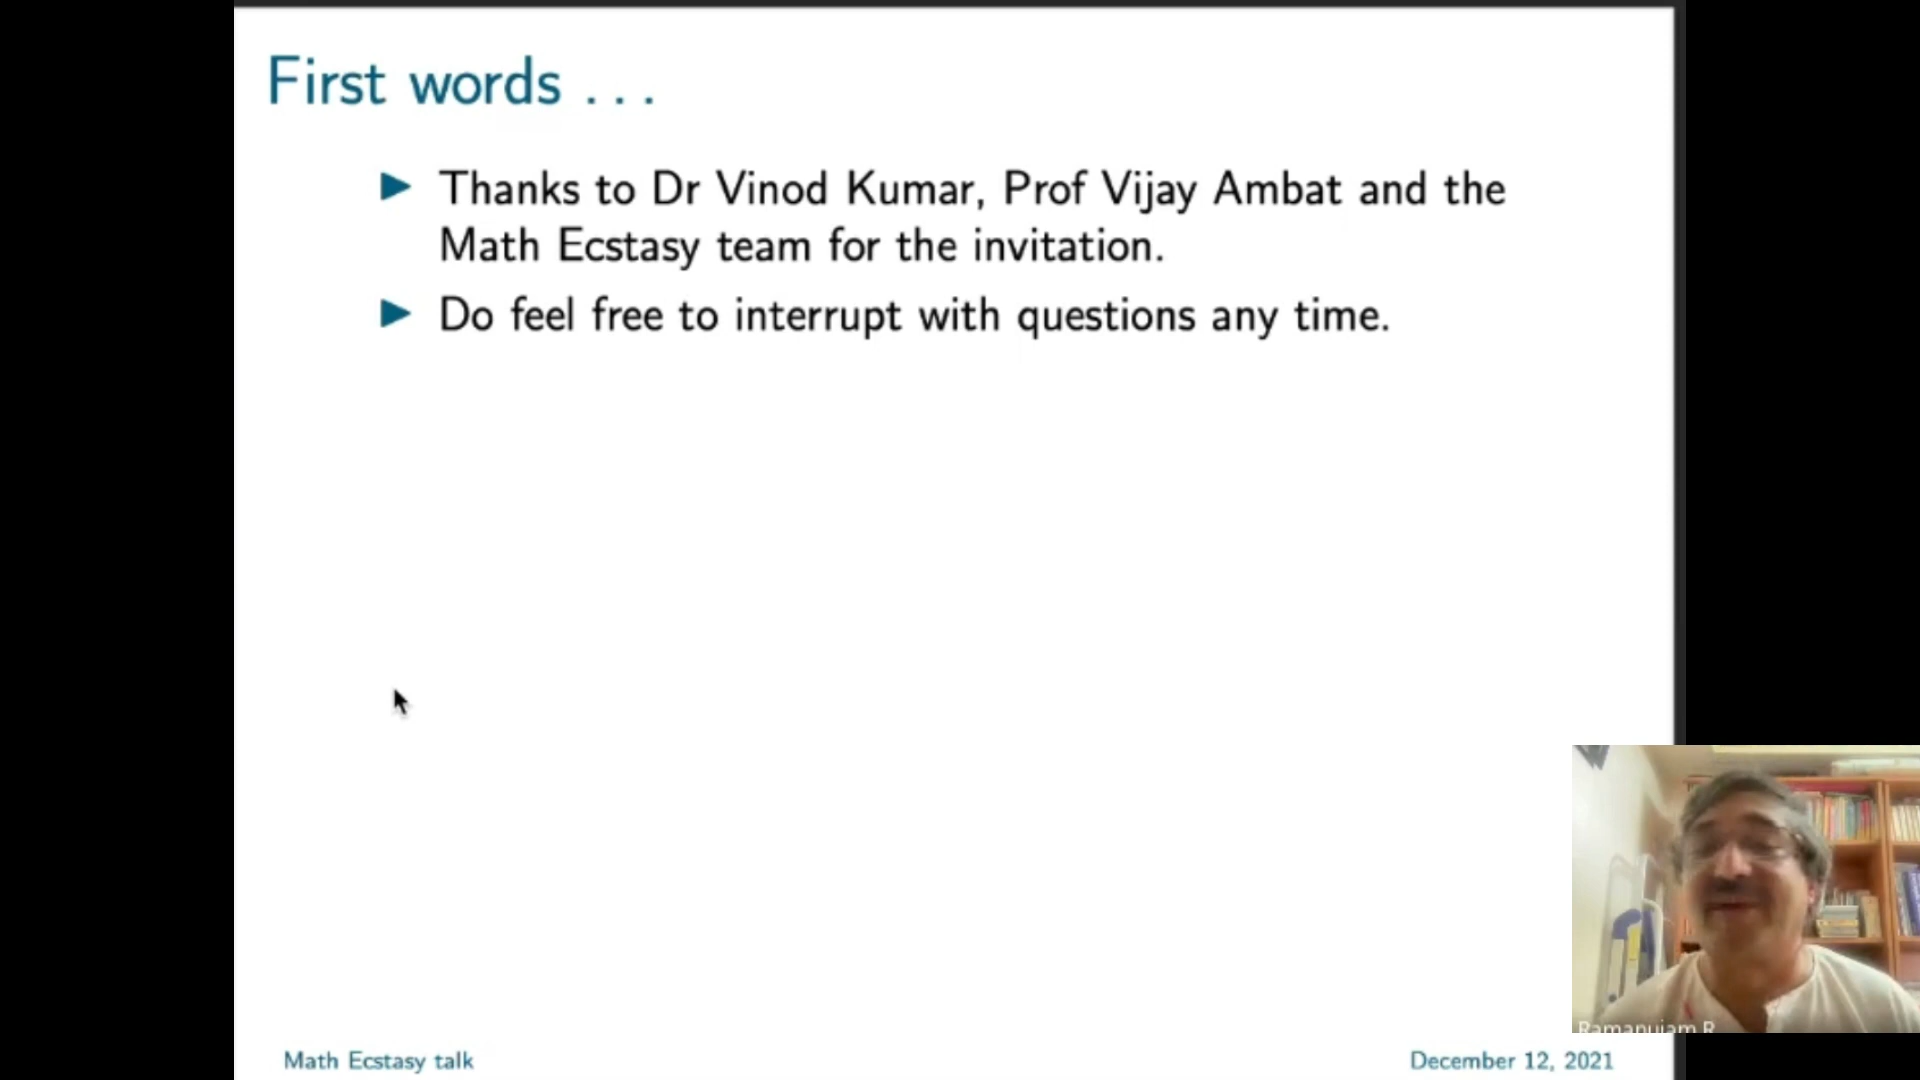 First words . . .
▶ Thanks to Dr Vinod Kumar, Prof Vijay Ambat and the
Math Ecstasy team for the invitation.
▶ Do feel free to interrupt with questions any time.
Ramanujam R
Math Ecstasy talk
December 12, 2021